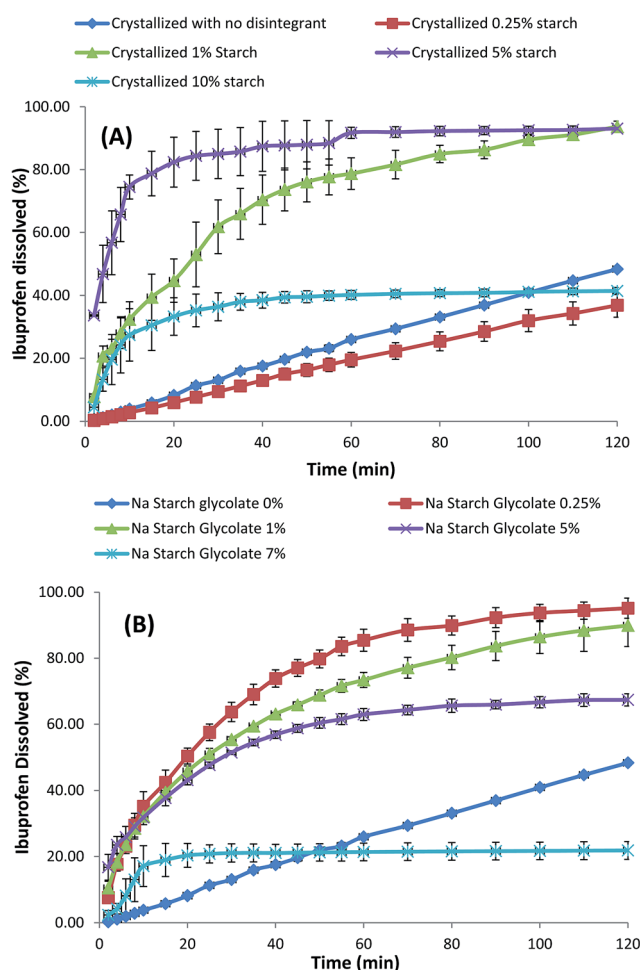 Crystallized with no disintegrant Crystallized 0.25% starch
Crystallized 1% Starch Crystallized 5% starch
Crystallized 10% starch
100.00
(A)
80.00
60.00
40.00
20.00
0.00
Ibuprofen dissolved (%)
0 20 40 60 80 100 120
Time (min)
Na Starch glycolate 0% Na Starch Glycolate 0.25%
Na Starch Glycolate 1% Na Starch Glycolate 5%
Na Starch Glycolate 7%
100.00
(B)
80.00
60.00
40.00
20.00
0.00
Ibuprofen Dissolved (%)
0 20 40 60 80 100 120
Time (min)